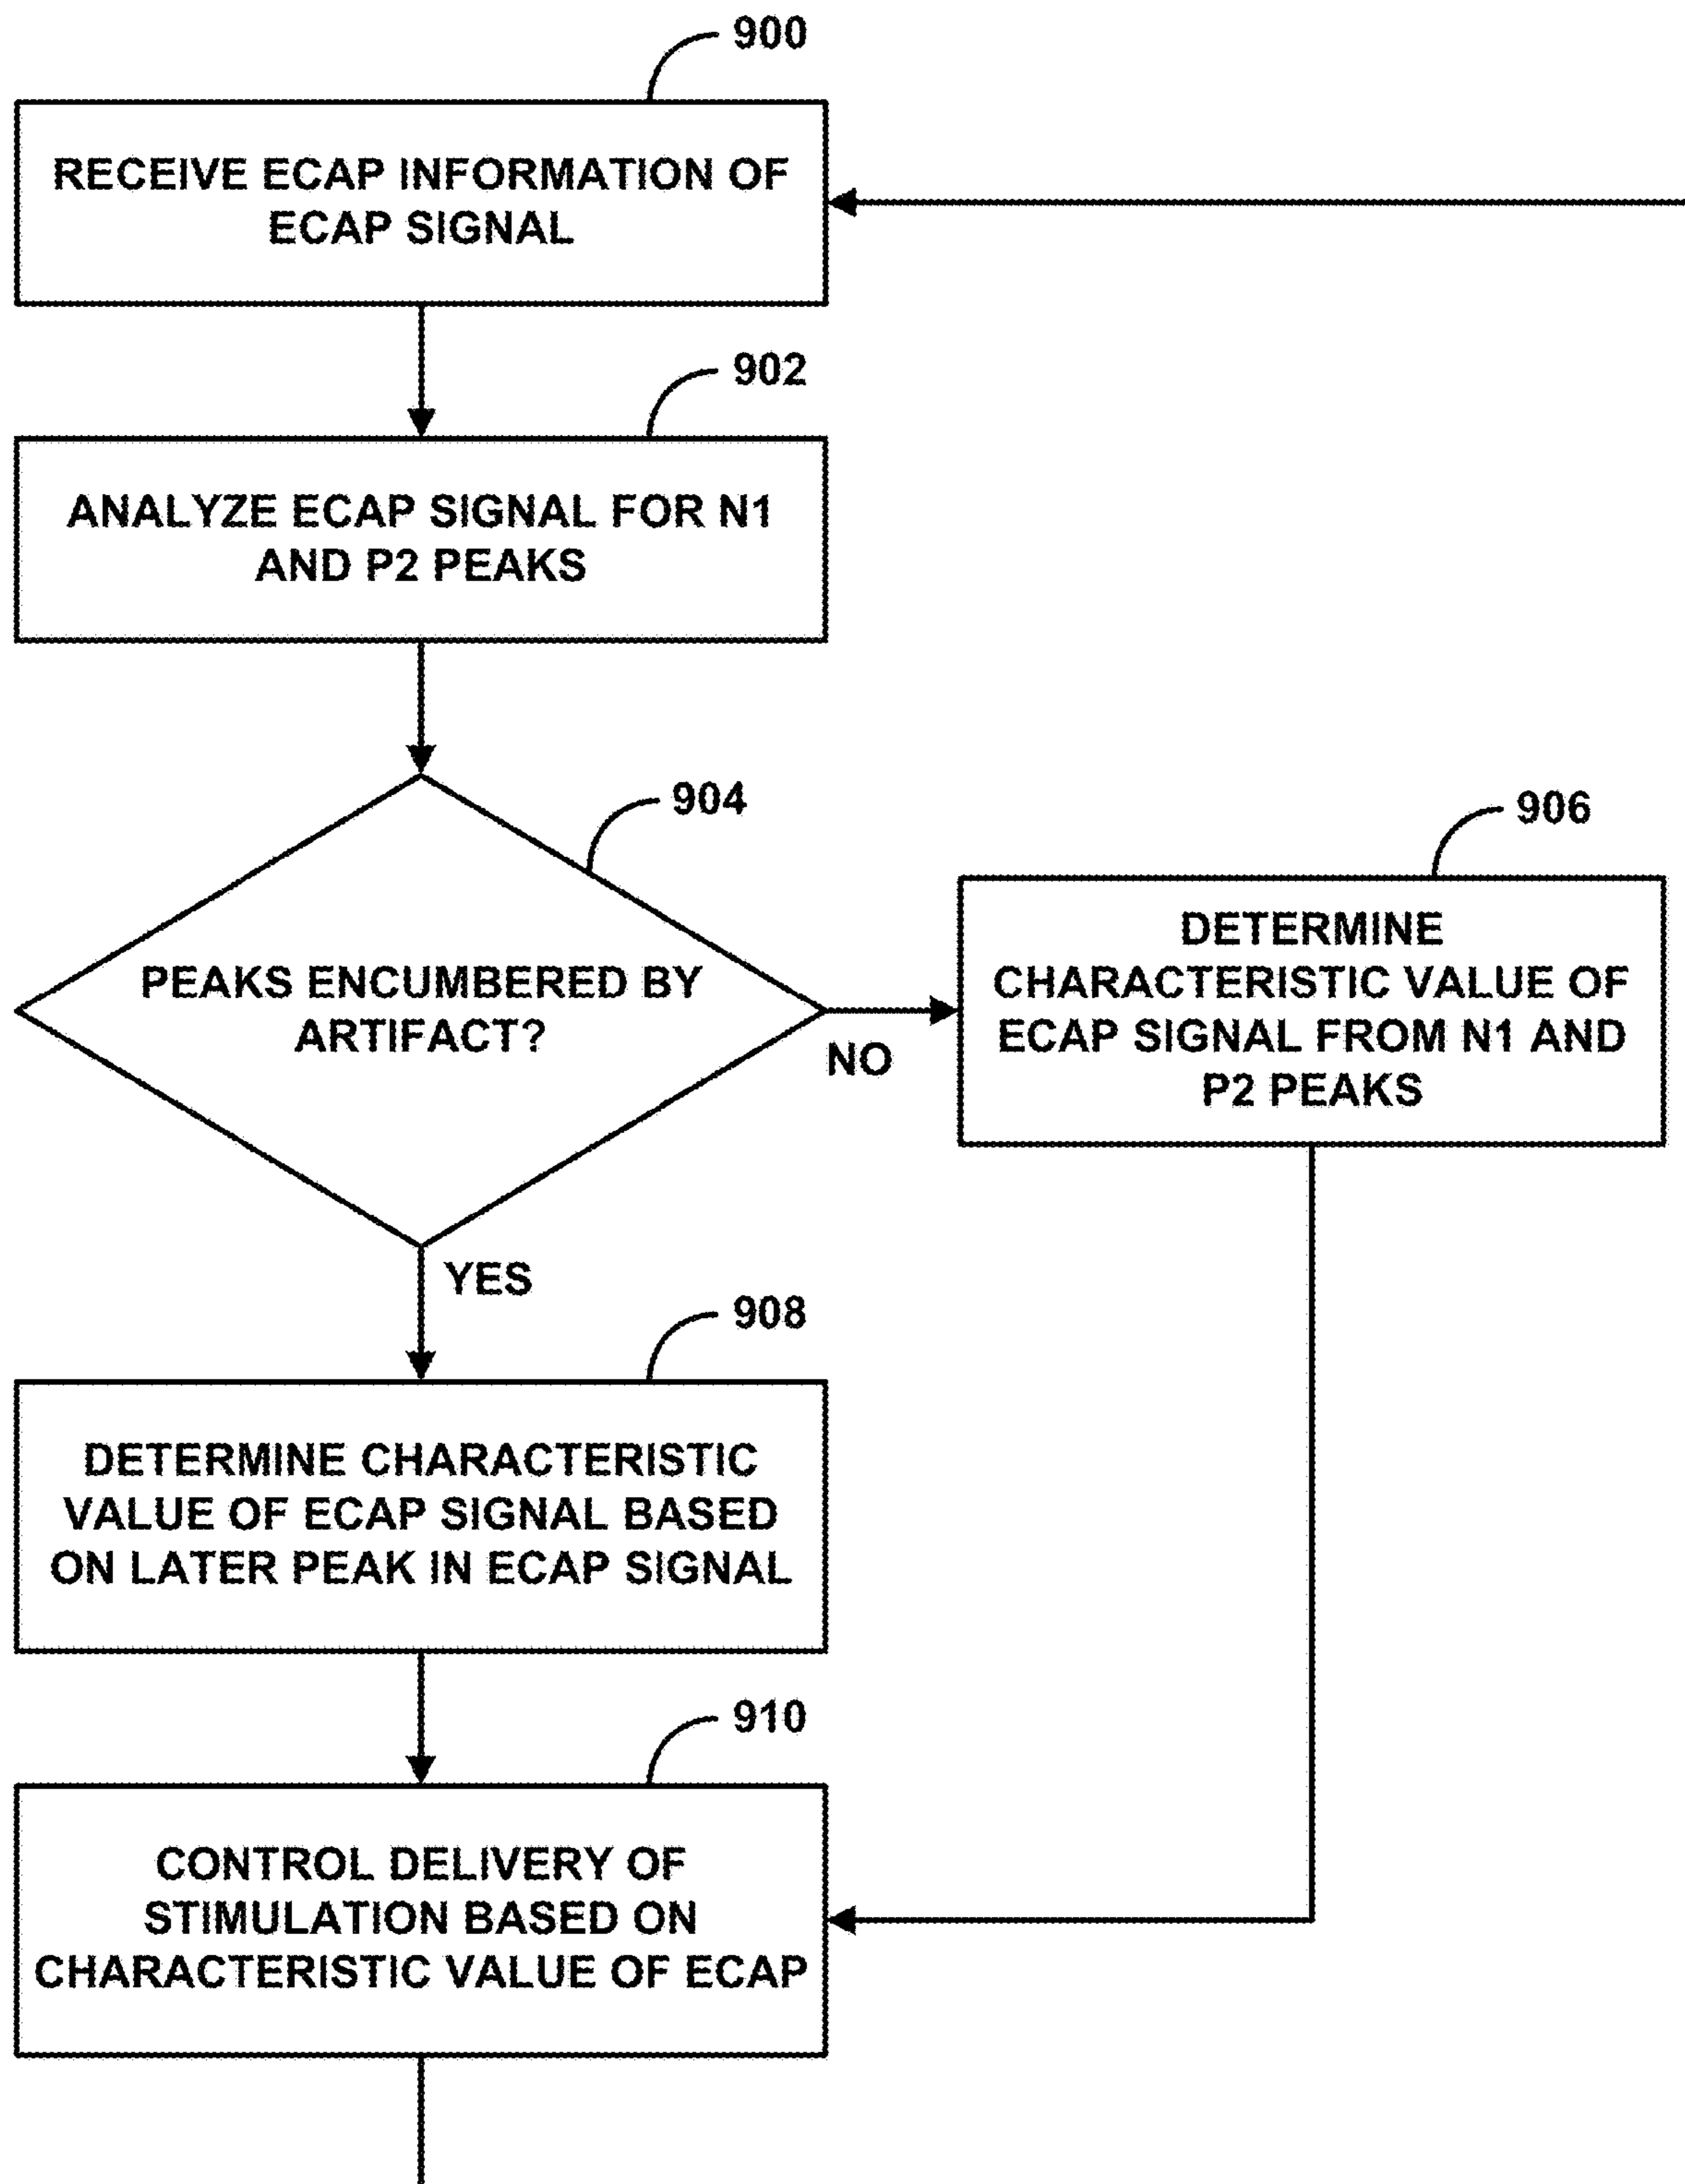 900
RECEIVE ECAP INFORMATION OF
ECAP SIGNAL
902
ANALYZE ECAP SIGNAL FOR N1
AND P2 PEAKS
904
PEAKS ENCUMBERED BY
ARTIFACT?
NO
906
DETERMINE
CHARACTERISTIC VALUE OF
ECAP SIGNAL FROM N1 AND
P2 PEAKS
YES
908
DETERMINE CHARACTERISTIC
VALUE OF ECAP SIGNAL BASED
ON LATER PEAK IN ECAP SIGNAL
910
CONTROL DELIVERY OF
STIMULATION BASED ON
CHARACTERISTIC VALUE OF ECAP